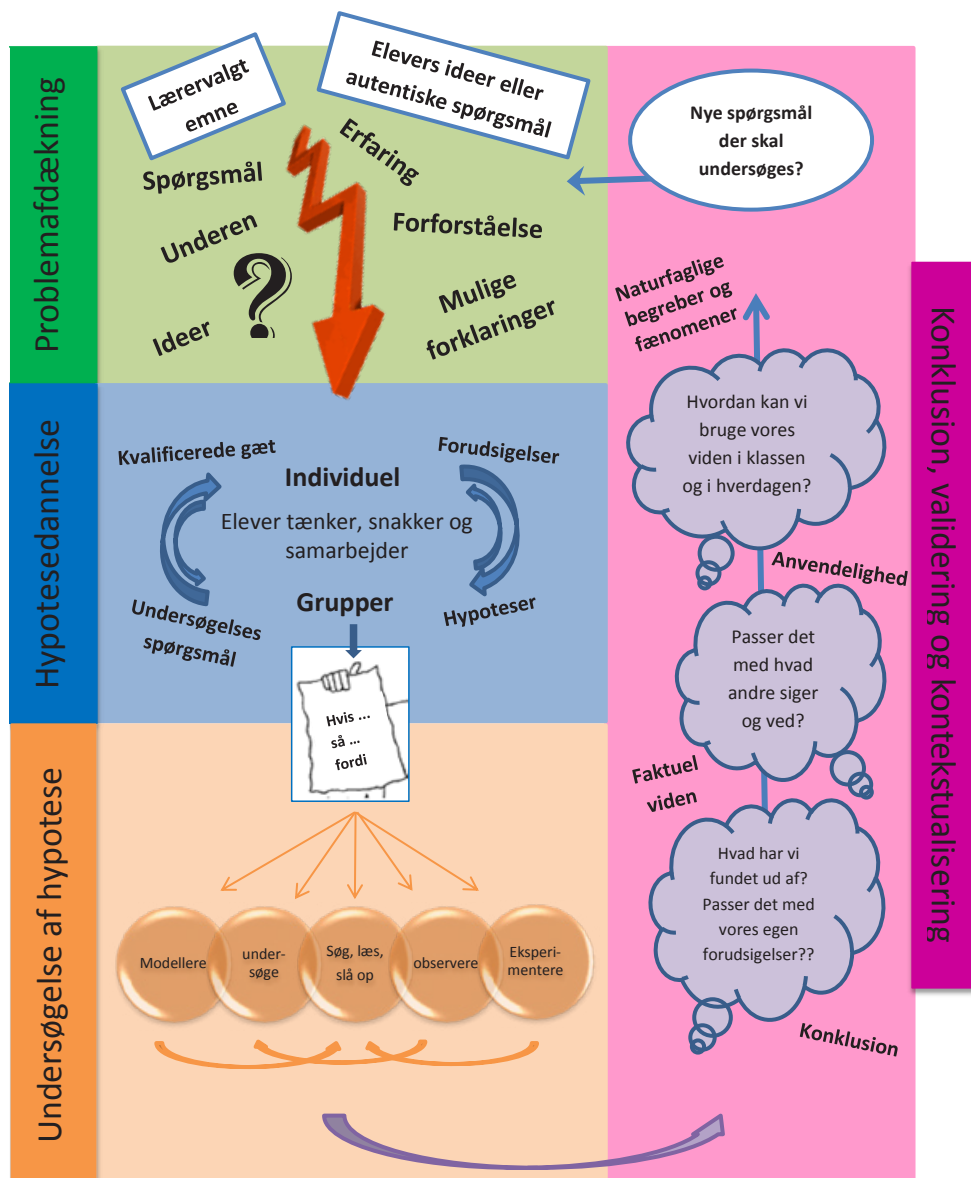 Problemafdækning
Lærervalgt
emne
Elevers ideer eller
autentiske spørgsmål
Spørgsmål
Erfaring
Underen
Forforståelse
?
Ideer
Mulige
forklaringer
Hypotesedannelse
Kvalificerede gæt
Forudsigelser
Individuel
Elever tænker, snakker og
samarbejder
Grupper
Undersøgelses
spørgsmål
Hypoteser
Hvis ...
så ...
fordi
Undersøgelse af hypotese
Modellere
under-
søge
Søg, læs,
slå op
observere
Eksperi-
mentere
Konklusion, validering og kontekstualisering
Hvad har vi
fundet ud af?
Passer det med
vores egen
forudsigelser??
Konklusion
Faktuel
viden
Passer det
med hvad
andre siger
og ved?
Anvendelighed
Hvordan kan vi
bruge vores
viden i klassen
og i hverdagen?
Naturfaglige
begreber og
fænomener
Nye spørgsmål
der skal
undersøges?